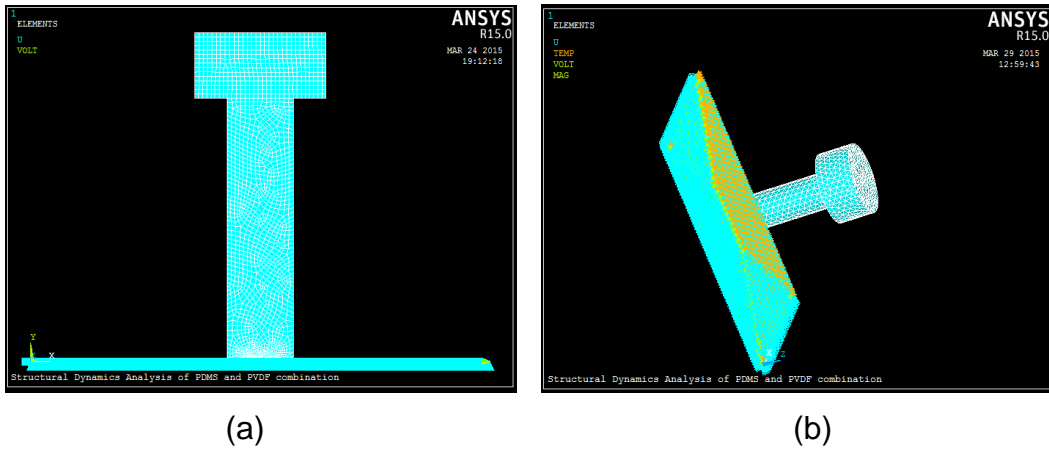 1
ELEMENTS
U
VOLT
ANSYS
R15.0
MAR 24 2015
19:12:18
Y
X
Structural Dynamics Analysis of PDMS and PVDF combination
(a)
1
ELEMENTS
U
TEMP
VOLT
MAG
ANSYS
R15.0
MAR 29 2015
12:59:43
X
Z
Structural Dynamics Analysis of PDMS and PVDF combination
(b)